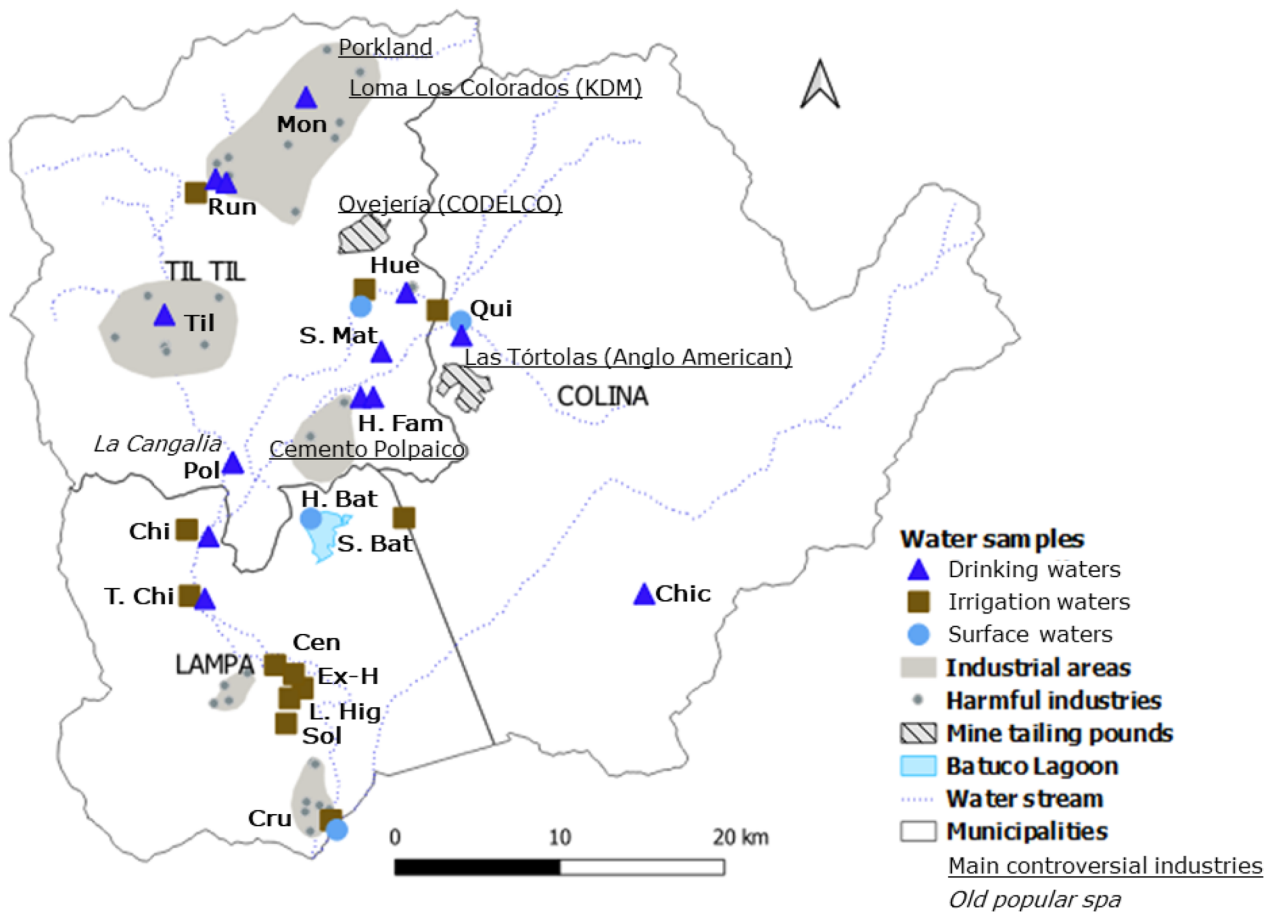 Porkland
Loma Los Colorados (KDM)
Mon
Run
Ovejería (CODELCO)
TIL TIL
Hue
Til
Qui
S. Mat
Las Tórtolas (Anglo American)
COLINA
H. Fam
La Cangalia
Cemento Polpaico
Pol
H. Bat
Chi
S. Bat
T. Chi
Chic
Cen
LAMPA
Ex-H
L. Hig
Sol
Cru
0 10 20 km
Water samples
Drinking waters
Irrigation waters
Surface waters
Industrial areas
Harmful industries
Mine tailing pounds
Batuco Lagoon
Water stream
Municipalities
Main controversial industries
Old popular spa